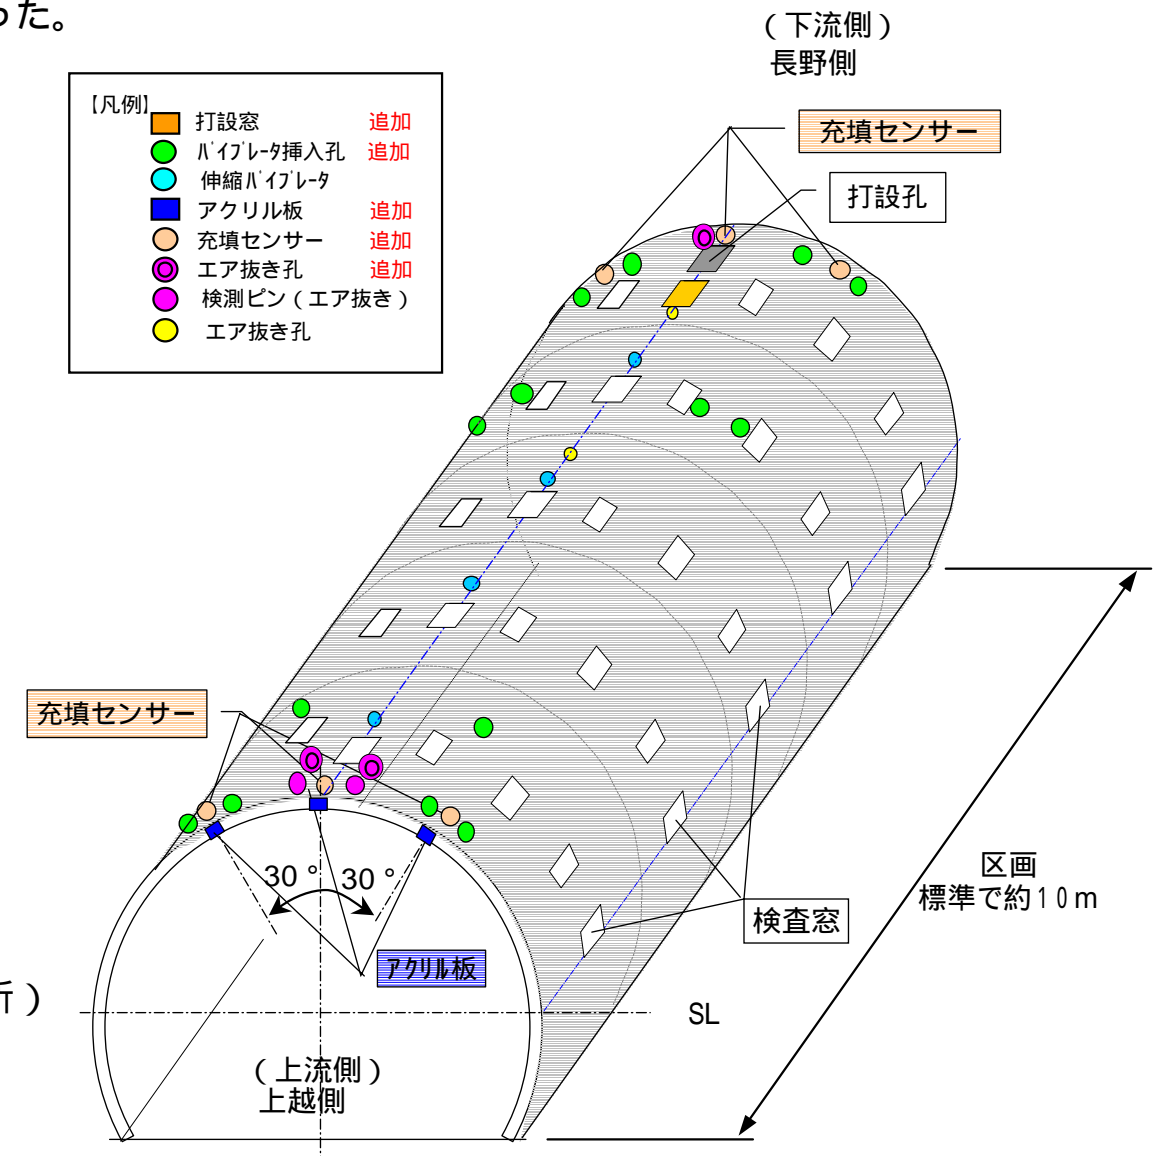 った。
（下流側）
長野側
【凡例】
打設窓 追加
ﾊﾞｲﾌﾞﾚｰﾀ挿入孔 追加
伸縮ﾊﾞｲﾌﾞﾚｰﾀ
アクリル板 追加
充填センサー 追加
エア抜き孔 追加
検測ピン（エア抜き）
エア抜き孔
充填センサー
打設孔
充填センサー
30° 30°
区画
標準で約10m
検査窓
ｱｸﾘﾙ板
所）
SL
（上流側）
上越側